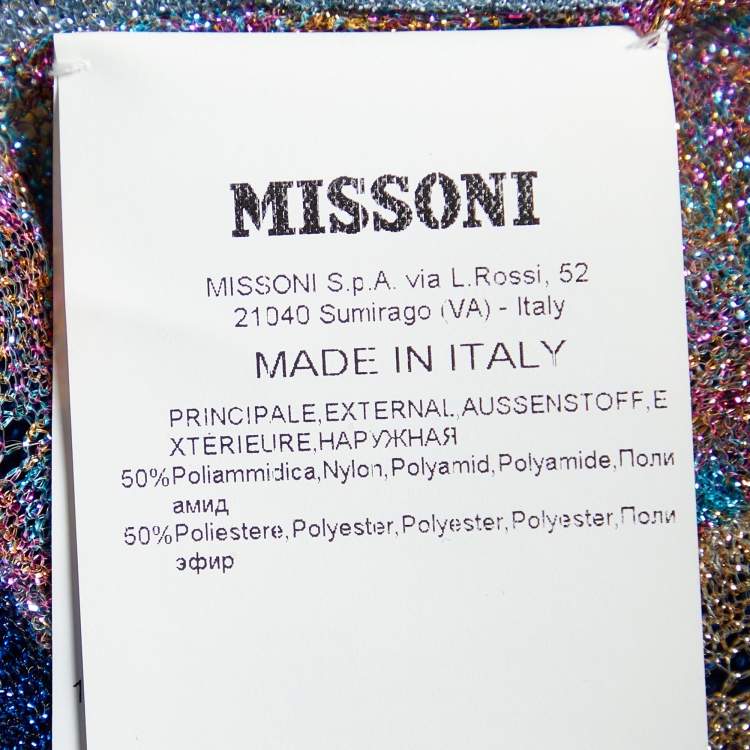 MISSONI
MISSONI S.p.A. via L.Rossi, 52
21040 Sumirago (VA) - Italy
MADE IN ITALY
PRINCIPALE,EXTERNAL,AUSSENSTOFF,E
XTÉRIEURE,НАРУЖНАЯ
50%Poliammidica,Nylon,Polyamid,Polyamide,Поли
амид
50%Poliestere,Polyester,Polyester,Polyester,Поли
эфир